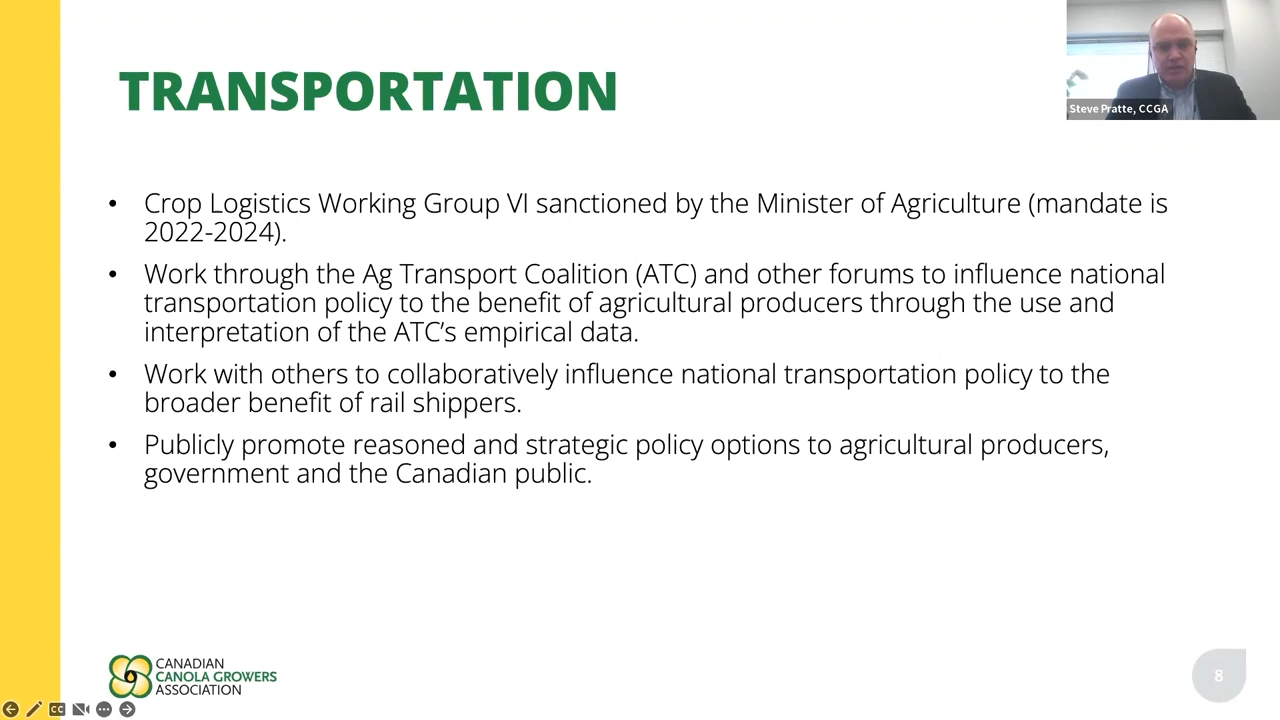 TRANSPORTATION
Steve Pratte, CCGA
• Crop Logistics Working Group VI sanctioned by the Minister of Agriculture (mandate is
2022-2024).
• Work through the Ag Transport Coalition (ATC) and other forums to influence national
transportation policy to the benefit of agricultural producers through the use and
interpretation of the ATC’s empirical data.
• Work with others to collaboratively influence national transportation policy to the
broader benefit of rail shippers.
• Publicly promote reasoned and strategic policy options to agricultural producers,
government and the Canadian public.
CANADIAN
CANOLA GROWERS
ASSOCIATION
8
CC